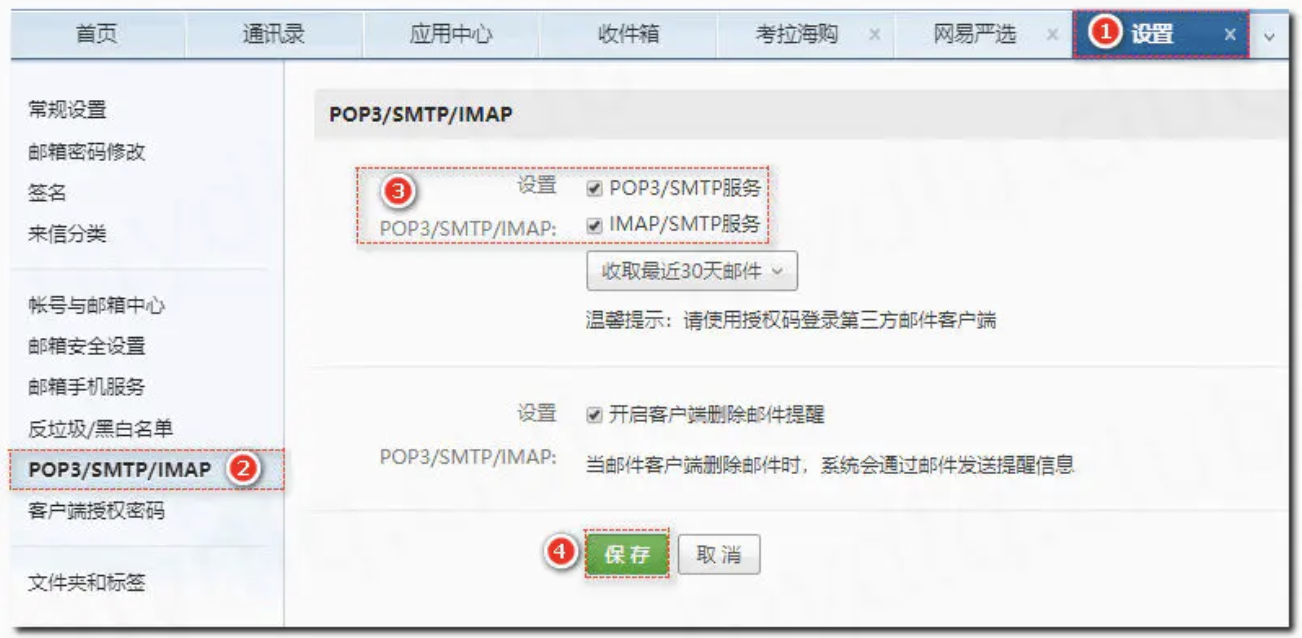 首页 通讯录 应用中心 收件箱 考拉海购 × 网易严选 × 1 设置 ×
常规设置
邮箱密码修改
签名
来信分类
帐号与邮箱中心
邮箱安全设置
邮箱手机服务
反垃圾/黑白名单
POP3/SMTP/IMAP 2
客户端授权密码
文件夹和标签
POP3/SMTP/IMAP
3 设置 POP3/SMTP服务
POP3/SMTP/IMAP: IMAP/SMTP服务
收取最近30天邮件
温馨提示：请使用授权码登录第三方邮件客户端
设置 开启客户端删除邮件提醒
POP3/SMTP/IMAP: 当邮件客户端删除邮件时，系统会通过邮件发送提醒信息
4 保存 取消